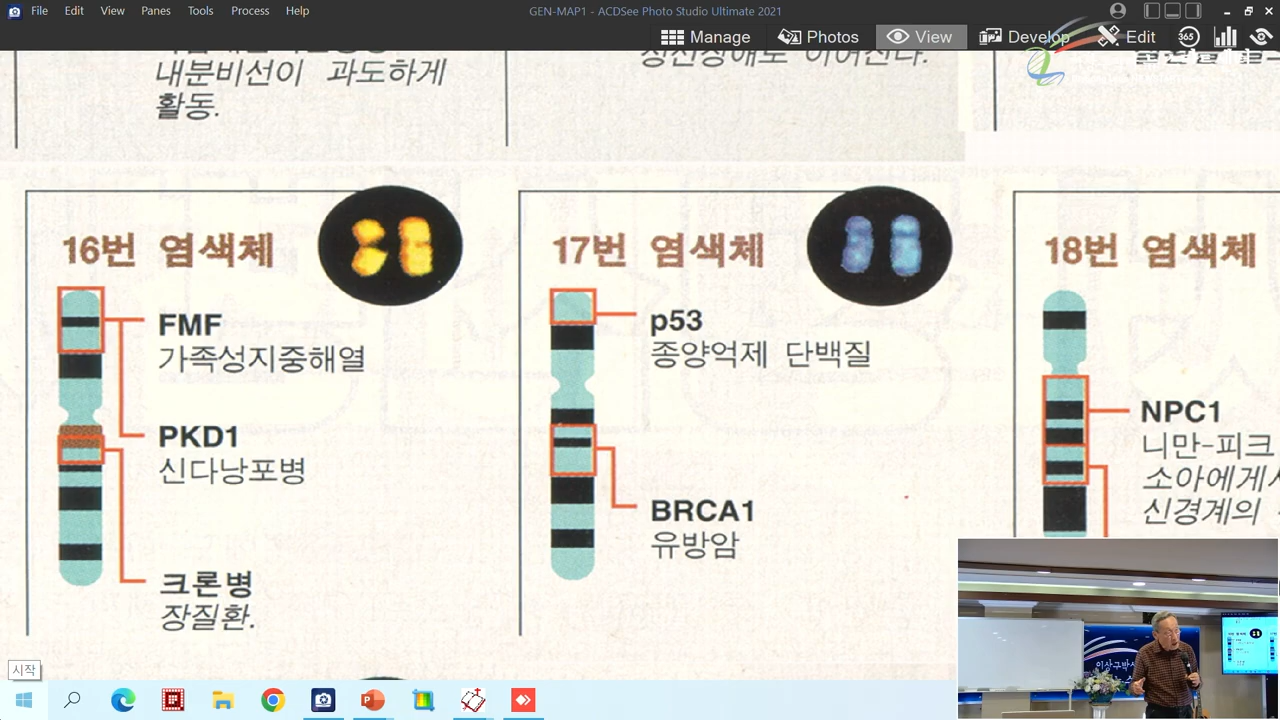 File Edit View Panes Tools Process Help
GEN-MAP1 - ACDSee Photo Studio Ultimate 2021
Manage Photos View Develop Edit 365
내분비선이 과도하게
활동.
16번 염색체
FMF
가족성지중해열
PKD1
신다낭포병
크론병
장질환.
17번 염색체
p53
종양억제 단백질
BRCA1
유방암
18번 염색체
NPC1
니만-피크
소아에게
신경계의
시작